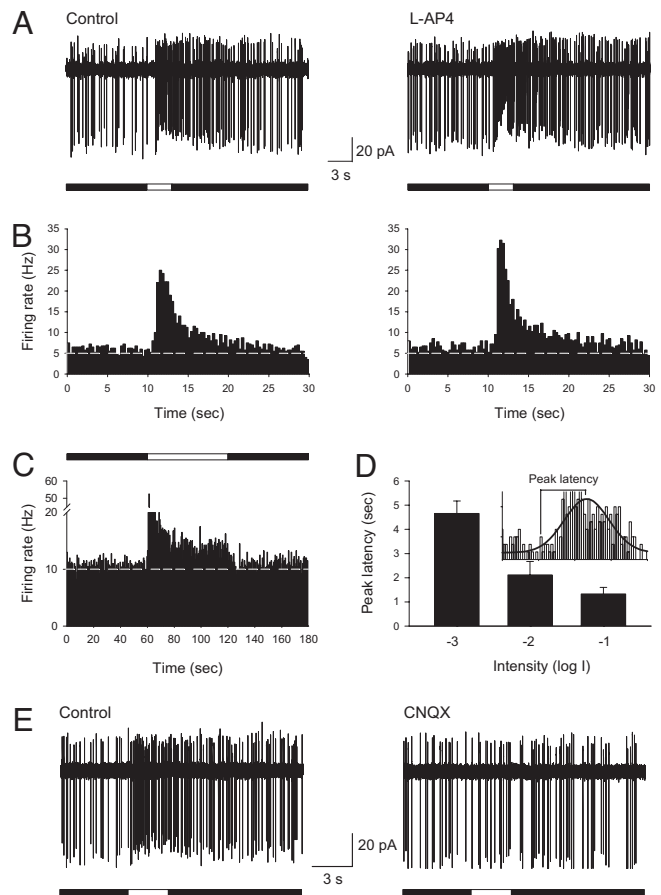 A
Control
L-AP4
20 pA
3 s
B
Firing rate (Hz)
35
30
25
20
15
10
5
0
0 5 10 15 20 25 30
Time (sec)
35
30
25
20
15
10
5
0
0 5 10 15 20 25 30
Time (sec)
C
Firing rate (Hz)
60
50
20
10
0
0 20 40 60 80 100 120 140 160 180
Time (sec)
D
Peak latency (sec)
6
5
4
3
2
1
0
Peak latency
-3 -2 -1
Intensity (log I)
E
Control
CNQX
20 pA
3 s